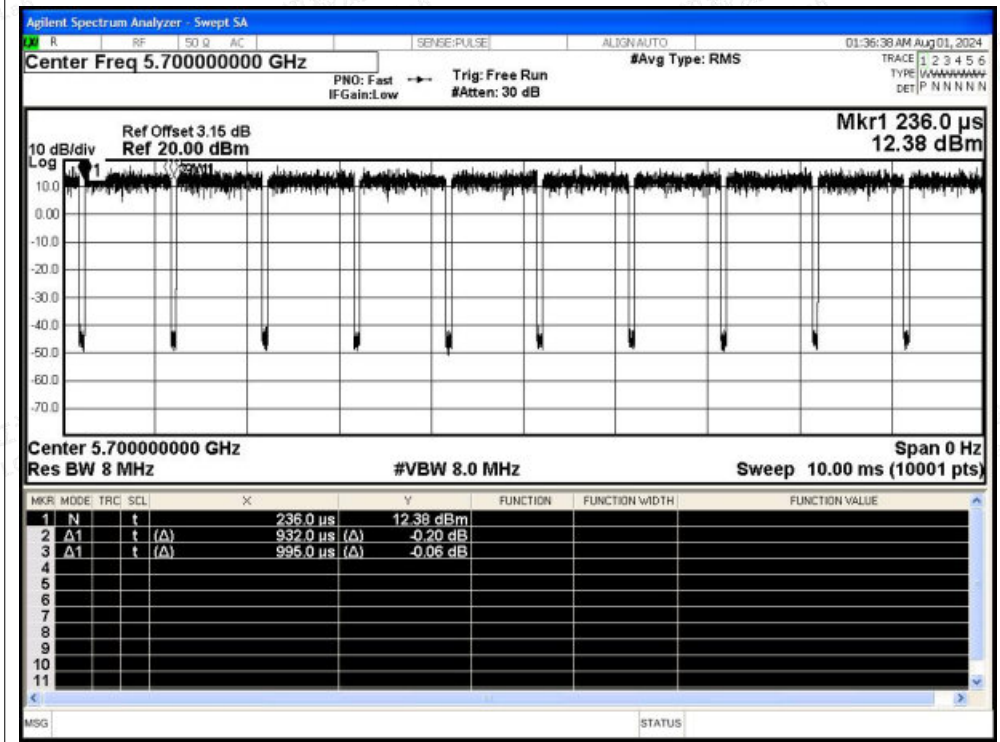 Agilent Spectrum Analyzer - Swept SA
R RF 50 Ω AC SENSE:PULSE ALIGN AUTO 01:36:38 AM Aug 01, 2024
Center Freq 5.700000000 GHz #Avg Type: RMS TRACE 1 2 3 4 5 6
PNO: Fast Trig: Free Run TYPE
IFGain:Low #Atten: 30 dB DET P N N N N N
Mkr1 236.0 µs
Ref Offset 3.15 dB
10 dB/div Ref 20.00 dBm 12.38 dBm
Log
1
10.0
0.00
-10.0
-20.0
-30.0
-40.0
-50.0
-60.0
-70.0
Center 5.700000000 GHz Span 0 Hz
Res BW 8 MHz #VBW 8.0 MHz Sweep 10.00 ms (10001 pts)
MKR MODE TRC SCL X Y FUNCTION FUNCTION WIDTH FUNCTION VALUE
1 N t 236.0 µs 12.38 dBm
2 Δ1 t (Δ) 932.0 µs (Δ) -0.20 dB
3 Δ1 t (Δ) 995.0 µs (Δ) -0.06 dB
4
5
6
7
8
9
10
11
MSG STATUS